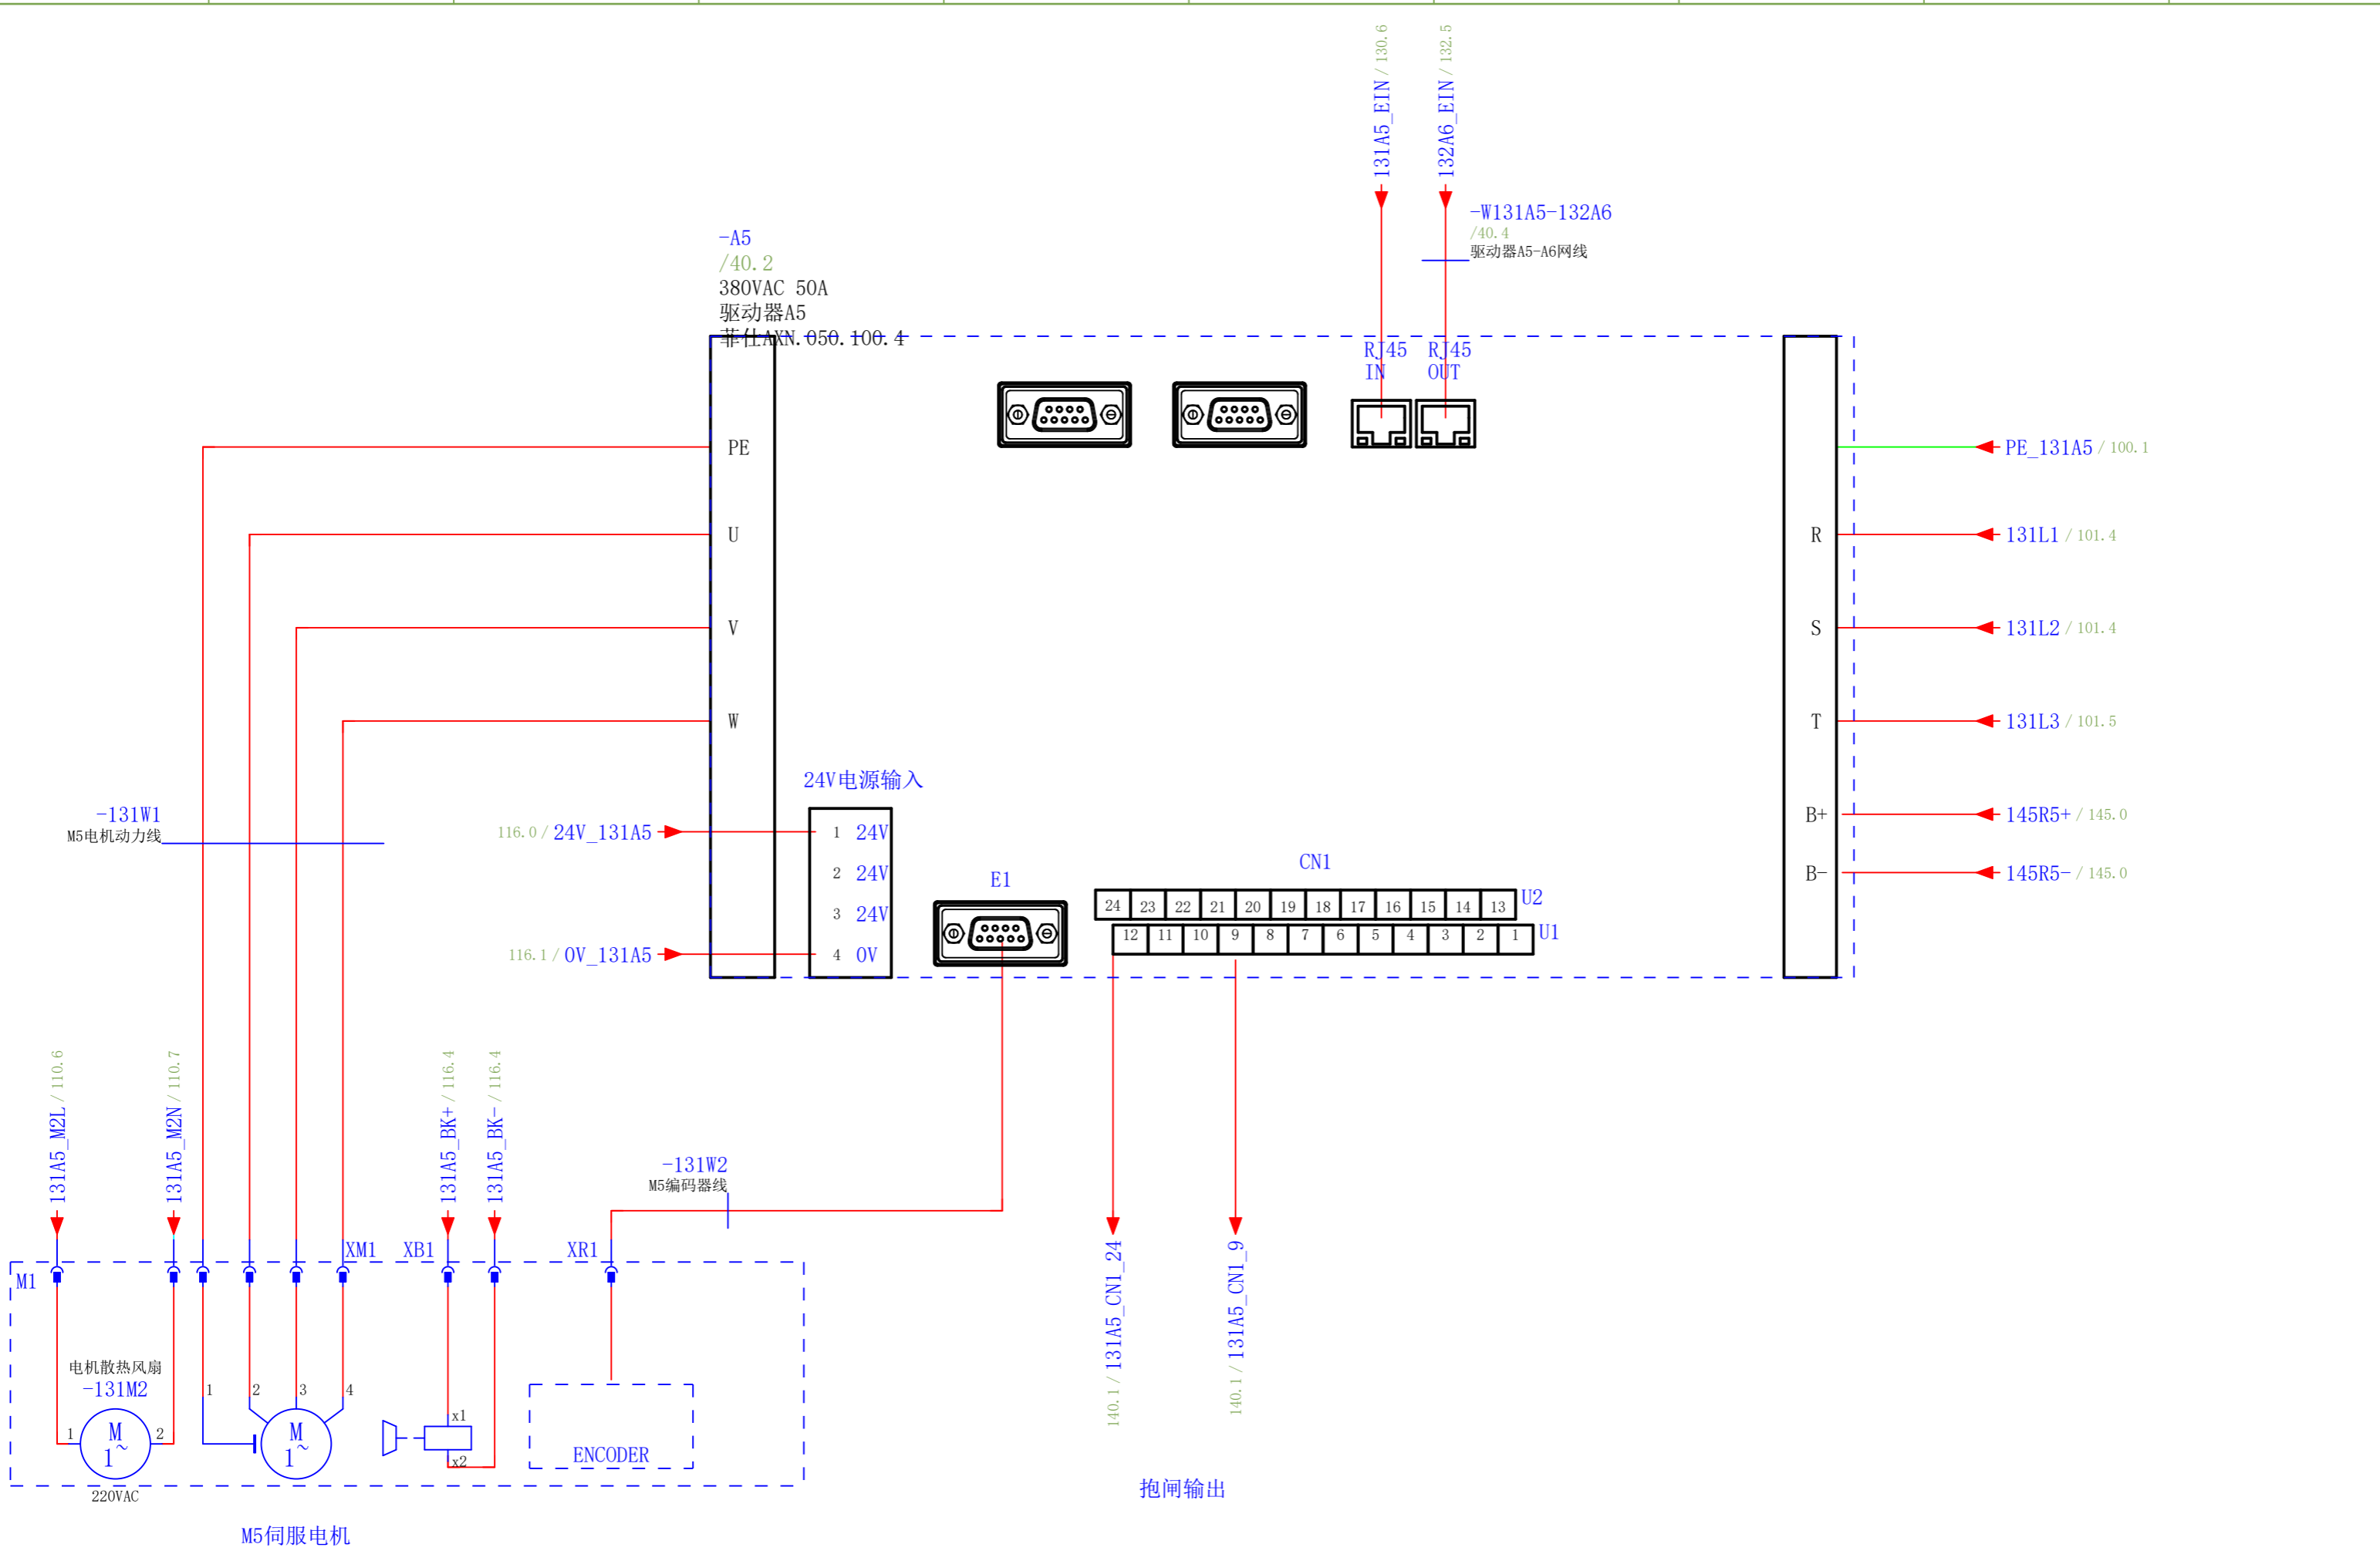 131A5_EIN / 130.6
132A6_EIN / 132.5
-W131A5-132A6
/40.4
驱动器A5-A6网线
-A5
/40.2
380VAC 50A
驱动器A5
菲仕AXN.050.100.4
RJ45 IN
RJ45 OUT
PE
PE_131A5 / 100.1
U
R
131L1 / 101.4
V
S
131L2 / 101.4
W
T
131L3 / 101.5
24V电源输入
-131W1
M5电机动力线
B+
145R5+ / 145.0
116.0 / 24V_131A5
1 24V
2 24V
3 24V
116.1 / 0V_131A5
4 0V
E1
CN1
B-
145R5- / 145.0
24 23 22 21 20 19 18 17 16 15 14 13 U2
12 11 10 9 8 7 6 5 4 3 2 1 U1
131A5_M2L / 110.6
131A5_M2N / 110.7
131A5_BK+ / 116.4
131A5_BK- / 116.4
-131W2
M5编码器线
M1
XM1
XB1
XR1
140.1 / 131A5_CN1_24
140.1 / 131A5_CN1_9
电机散热风扇
-131M2
1 2 3 4
1
M
1~
2
M
1~
x1
x2
ENCODER
220VAC
抱闸输出
M5伺服电机